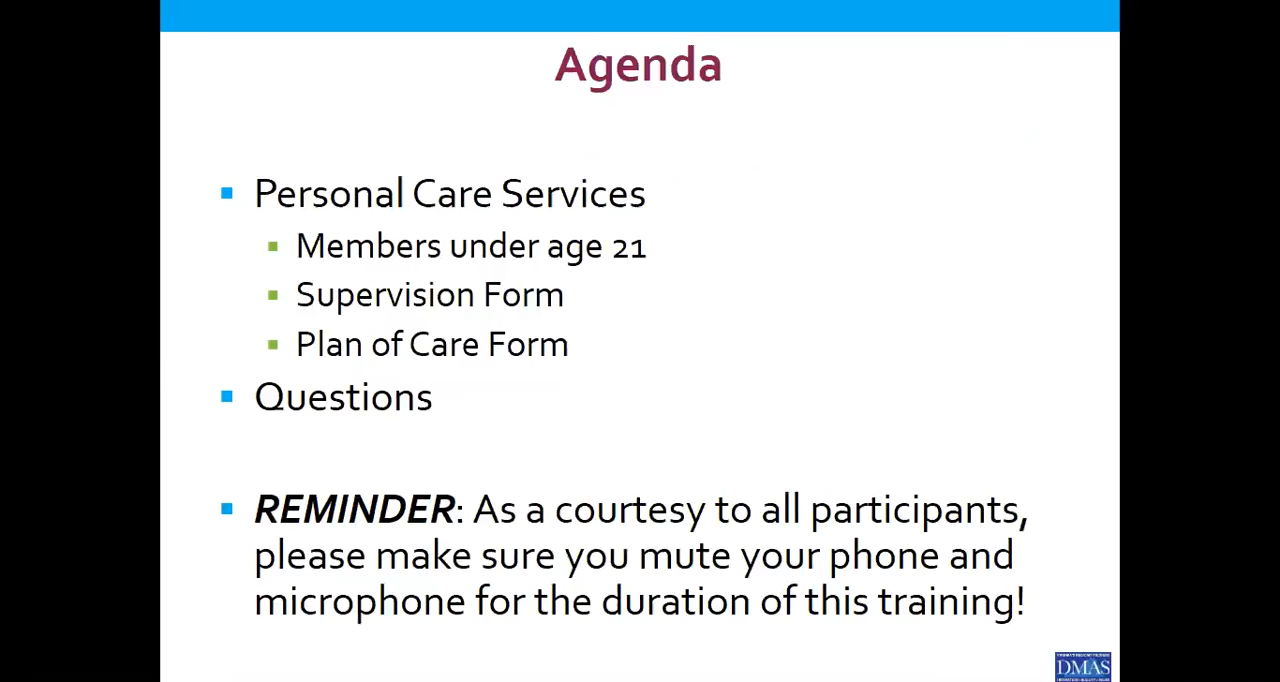 Agenda
Personal Care Services
Members under age 21
Supervision Form
Plan of Care Form
Questions
REMINDER: As a courtesy to all participants,
please make sure you mute your phone and
microphone for the duration of this training!
DMAS